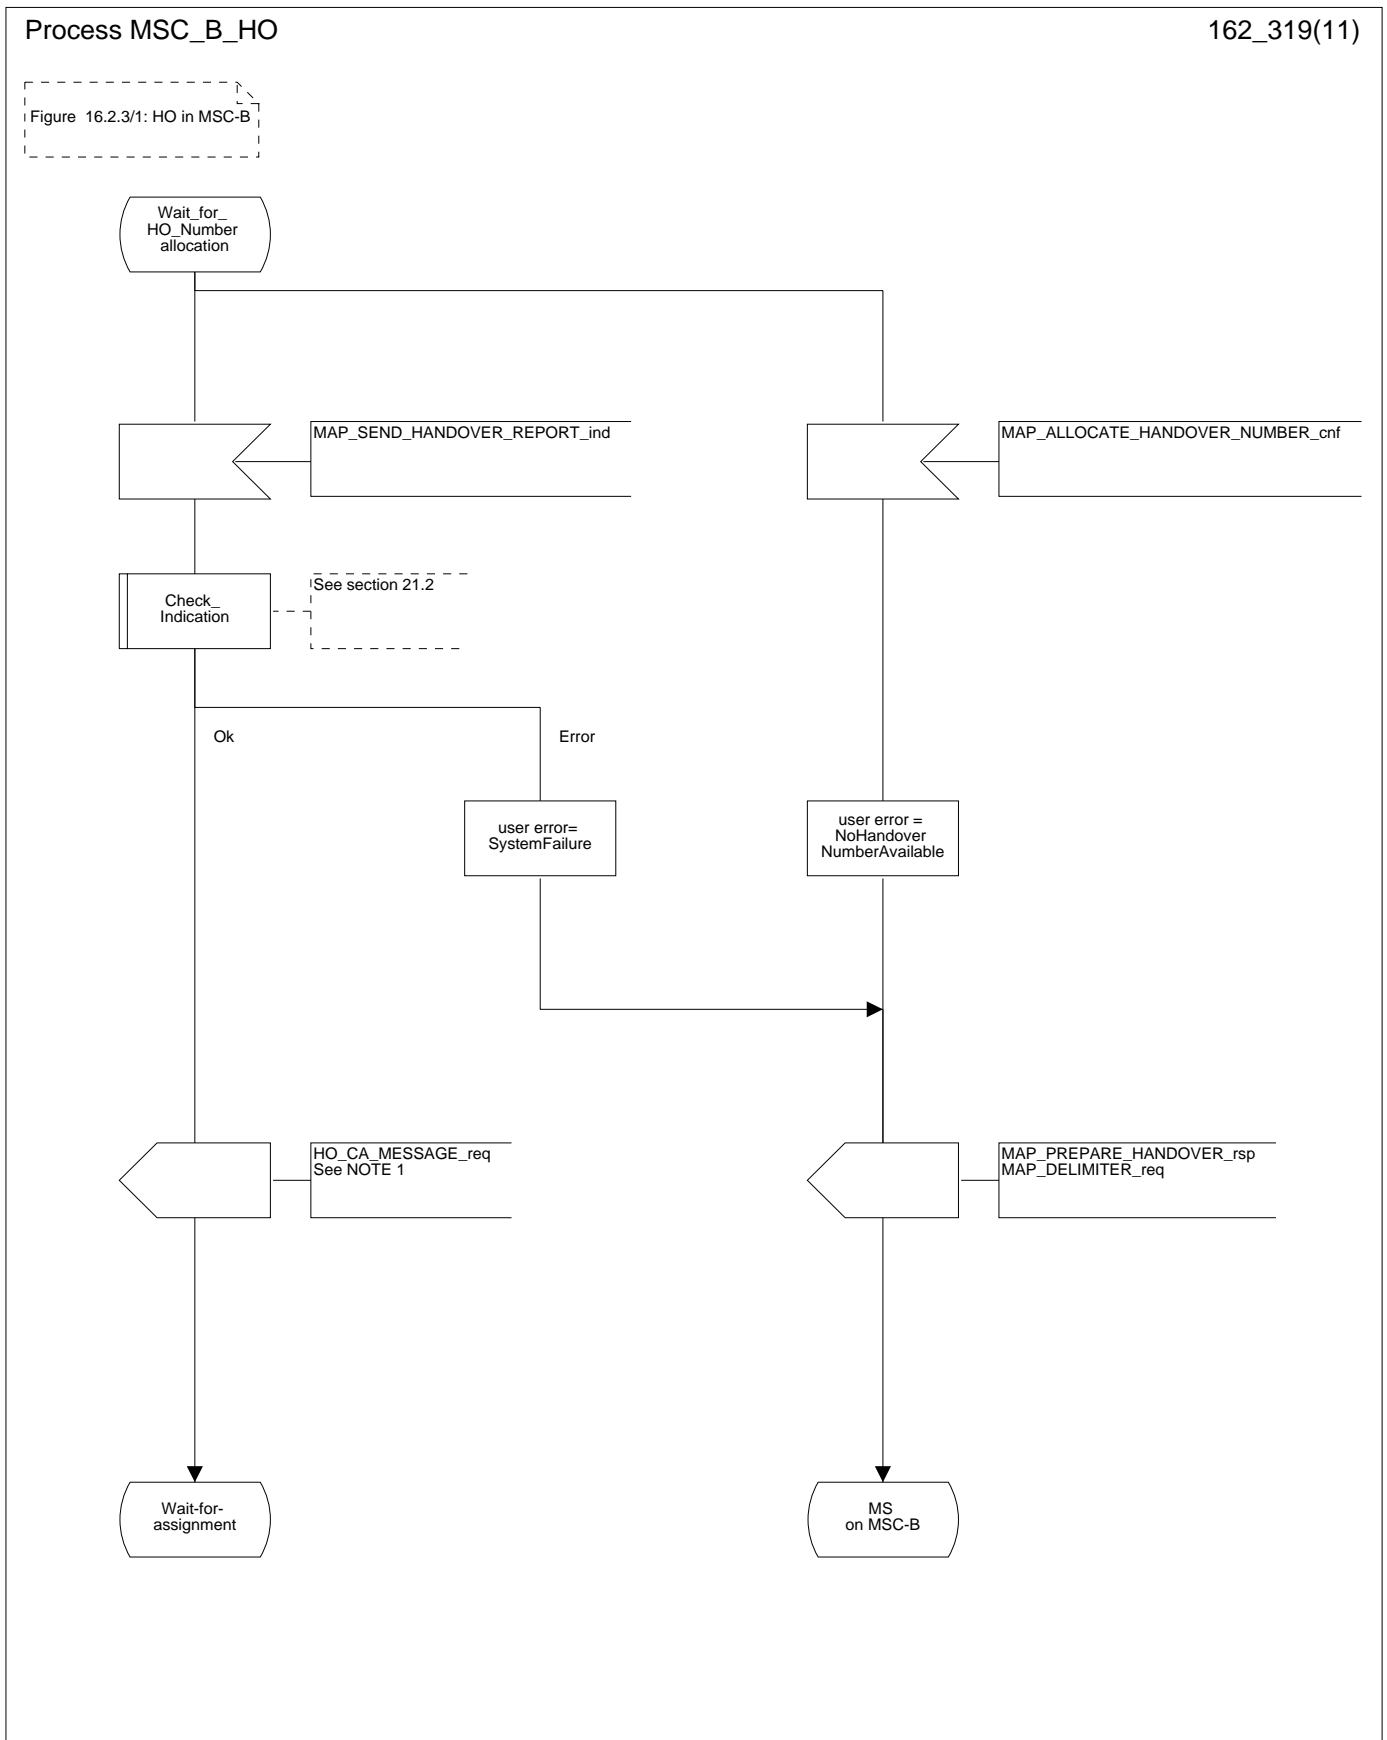 Process MSC_B_HO
162_319(11)
Figure 16.2.3/1: HO in MSC-B
Wait_for_
HO_Number
allocation
MAP_SEND_HANDOVER_REPORT_ind
MAP_ALLOCATE_HANDOVER_NUMBER_cnf
Check_
Indication
See section 21.2
Ok
Error
user error=
SystemFailure
user error =
NoHandover
NumberAvailable
HO_CA_MESSAGE_req
See NOTE 1
MAP_PREPARE_HANDOVER_rsp
MAP_DELIMITER_req
Wait-for-
assignment
MS
on MSC-B